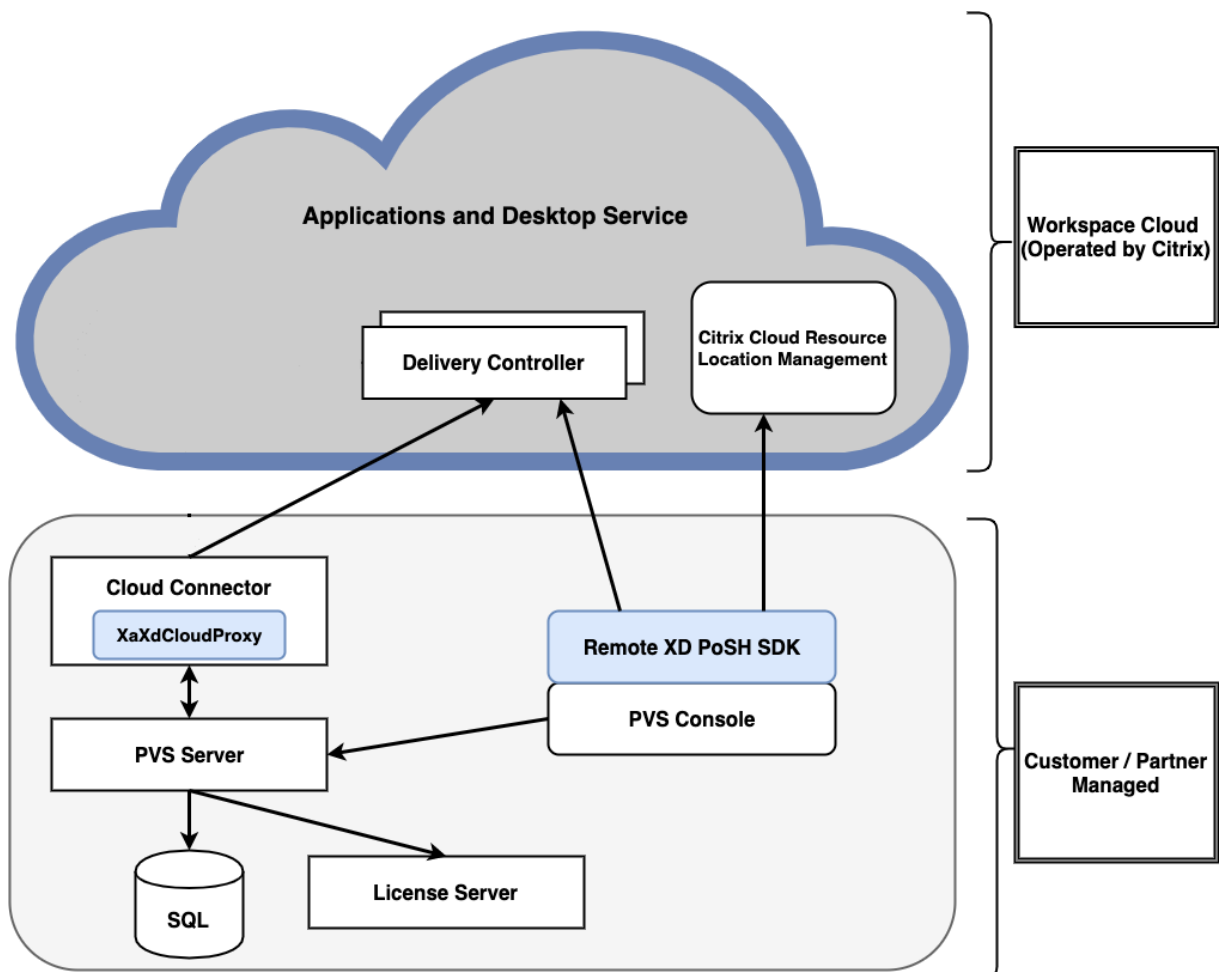 Applications and Desktop Service
Workspace Cloud
(Operated by Citrix)
Citrix Cloud Resource
Location Management
Delivery Controller
Cloud Connector
XaXdCloudProxy
Remote XD PoSH SDK
PVS Console
PVS Server
Customer / Partner
Managed
License Server
SQL